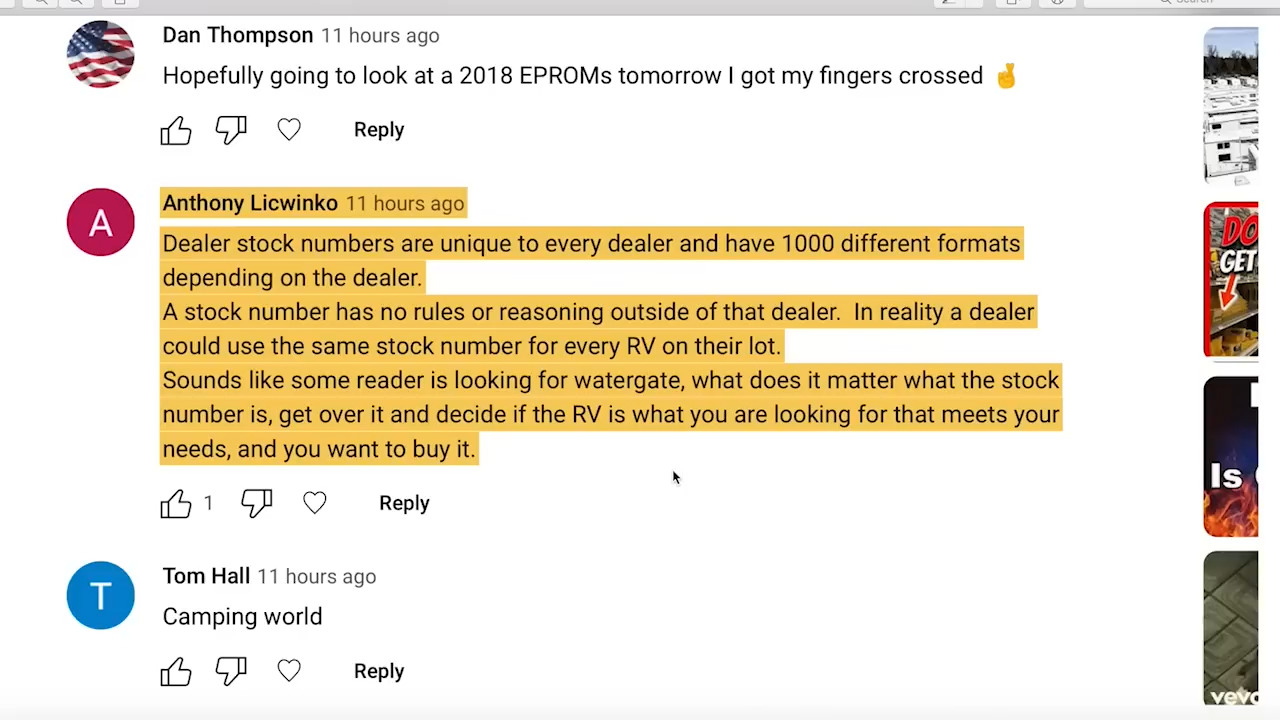 Search
Dan Thompson 11 hours ago
Hopefully going to look at a 2018 EPROMs tomorrow I got my fingers crossed 🤞
Reply
A
Anthony Licwinko 11 hours ago
Dealer stock numbers are unique to every dealer and have 1000 different formats
depending on the dealer.
A stock number has no rules or reasoning outside of that dealer.  In reality a dealer
could use the same stock number for every RV on their lot.
Sounds like some reader is looking for watergate, what does it matter what the stock
number is, get over it and decide if the RV is what you are looking for that meets your
needs, and you want to buy it.
1
Reply
T
Tom Hall 11 hours ago
Camping world
Reply
DO
GET
Is
vevo